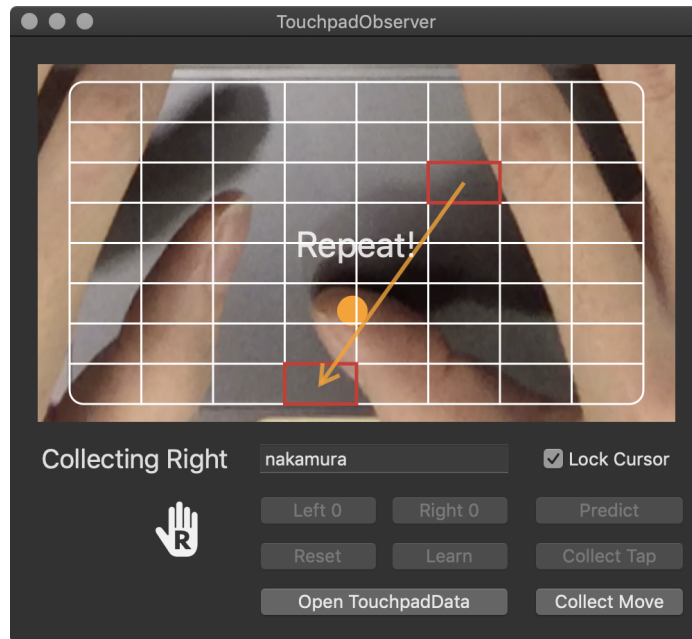 TouchpadObserver
Repeat!
Collecting Right
nakamura
Lock Cursor
R
Left 0
Right 0
Predict
Reset
Learn
Collect Tap
Open TouchpadData
Collect Move